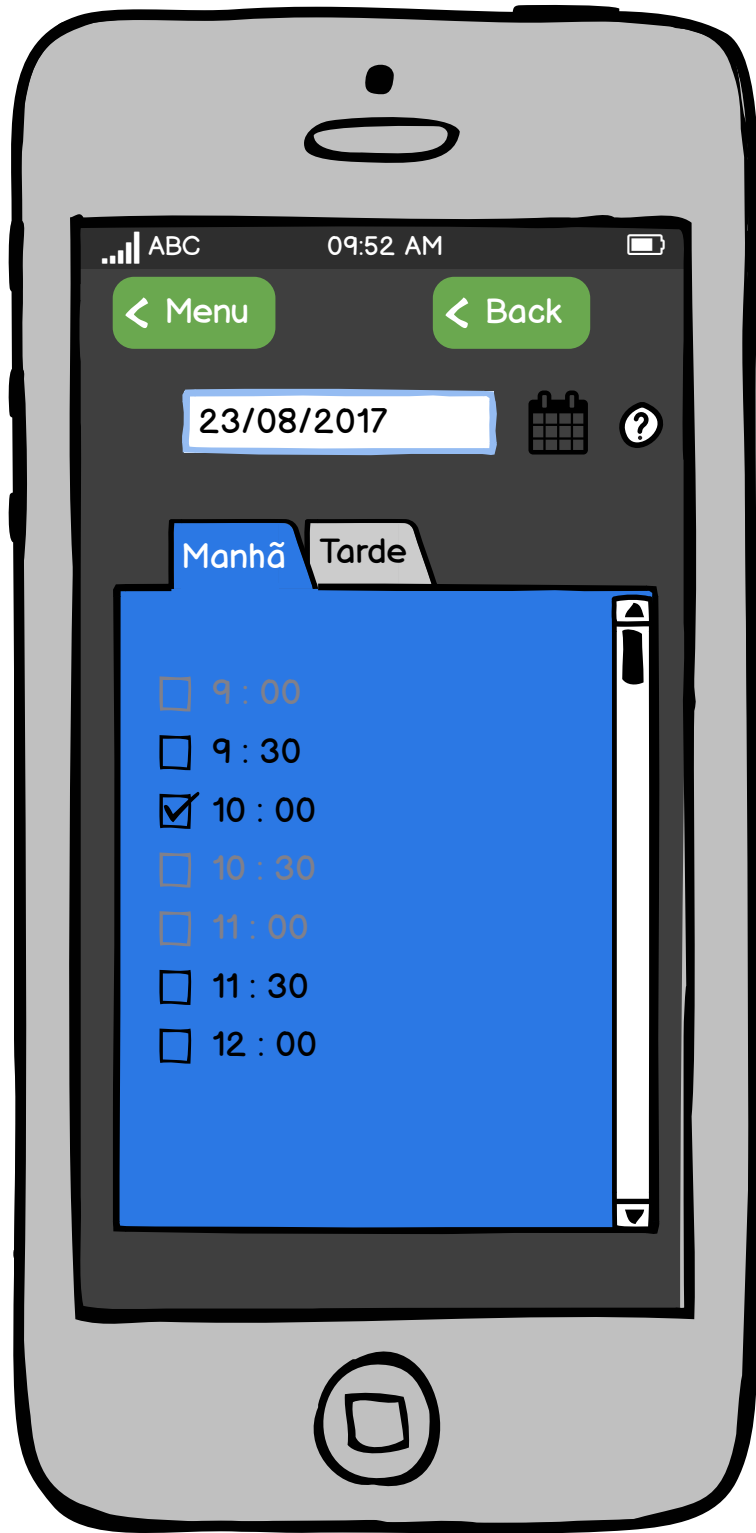 ABC 09:52 AM
Menu Back
23/08/2017 ?
Manhã Tarde
9 : 00
9 : 30
10 : 00
10 : 30
11 : 00
11 : 30
12 : 00